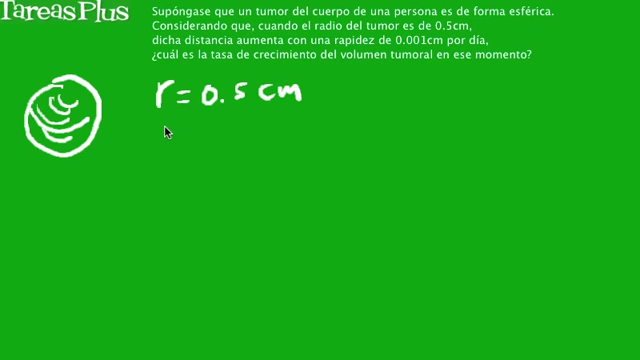 TareasPlus
Supóngase que un tumor del cuerpo de una persona es de forma esférica.
Considerando que, cuando el radio del tumor es de 0.5cm,
dicha distancia aumenta con una rapidez de 0.001cm por día,
¿cuál es la tasa de crecimiento del volumen tumoral en ese momento?
r = 0.5 cm